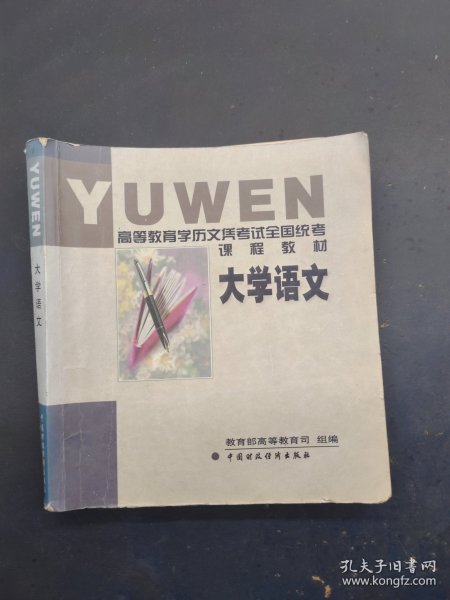 YUWEN
高等教育学历文凭考试全国统考
课程教材
大学语文
教育部高等教育司 组编
中国财政经济出版社
YUWEN
大学语文
孔夫子旧书网
www.kongfz.com